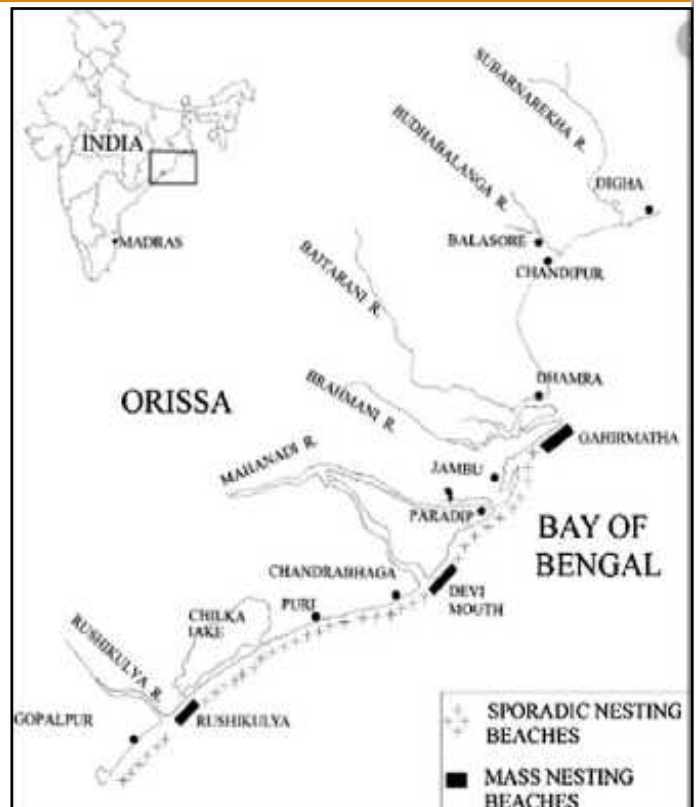 INDIA
MADRAS
SUBARNAREKHA R.
BUDHABALANGA R.
DIGHA
BALASORE
CHANDIPUR
BAITARANI R.
DHAMRA
ORISSA
BRAHMANI R.
GAHIRMATHA
MAHANADI R.
JAMBU
PARADIP
BAY OF
BENGAL
CHANDRABHAGA
DEVI
MOUTH
PURI
CHILKA
LAKE
RUSHIKULYA R.
GOPALPUR
RUSHIKULYA
SPORADIC NESTING
BEACHES
MASS NESTING
BEACHES